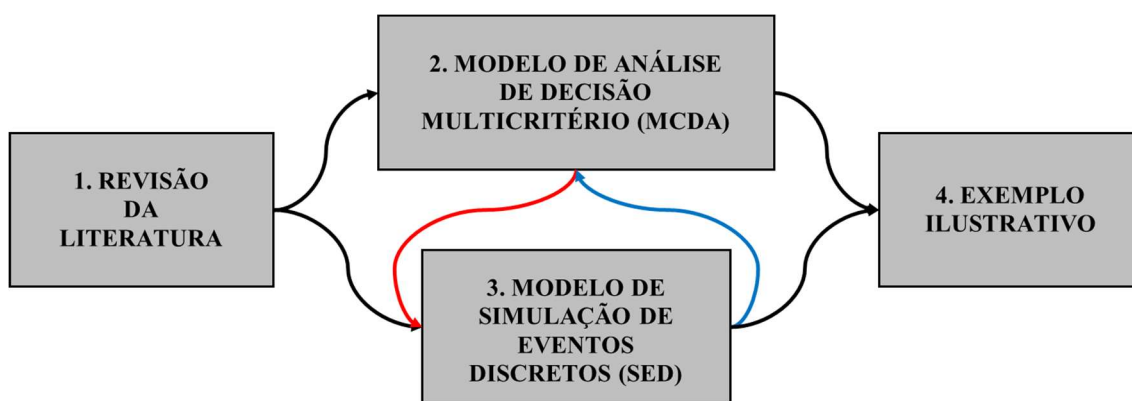 1. REVISÃO
DA
LITERATURA
2. MODELO DE ANÁLISE
DE DECISÃO
MULTICRITÉRIO (MCDA)
3. MODELO DE
SIMULAÇÃO DE
EVENTOS
DISCRETOS (SED)
4. EXEMPLO
ILUSTRATIVO